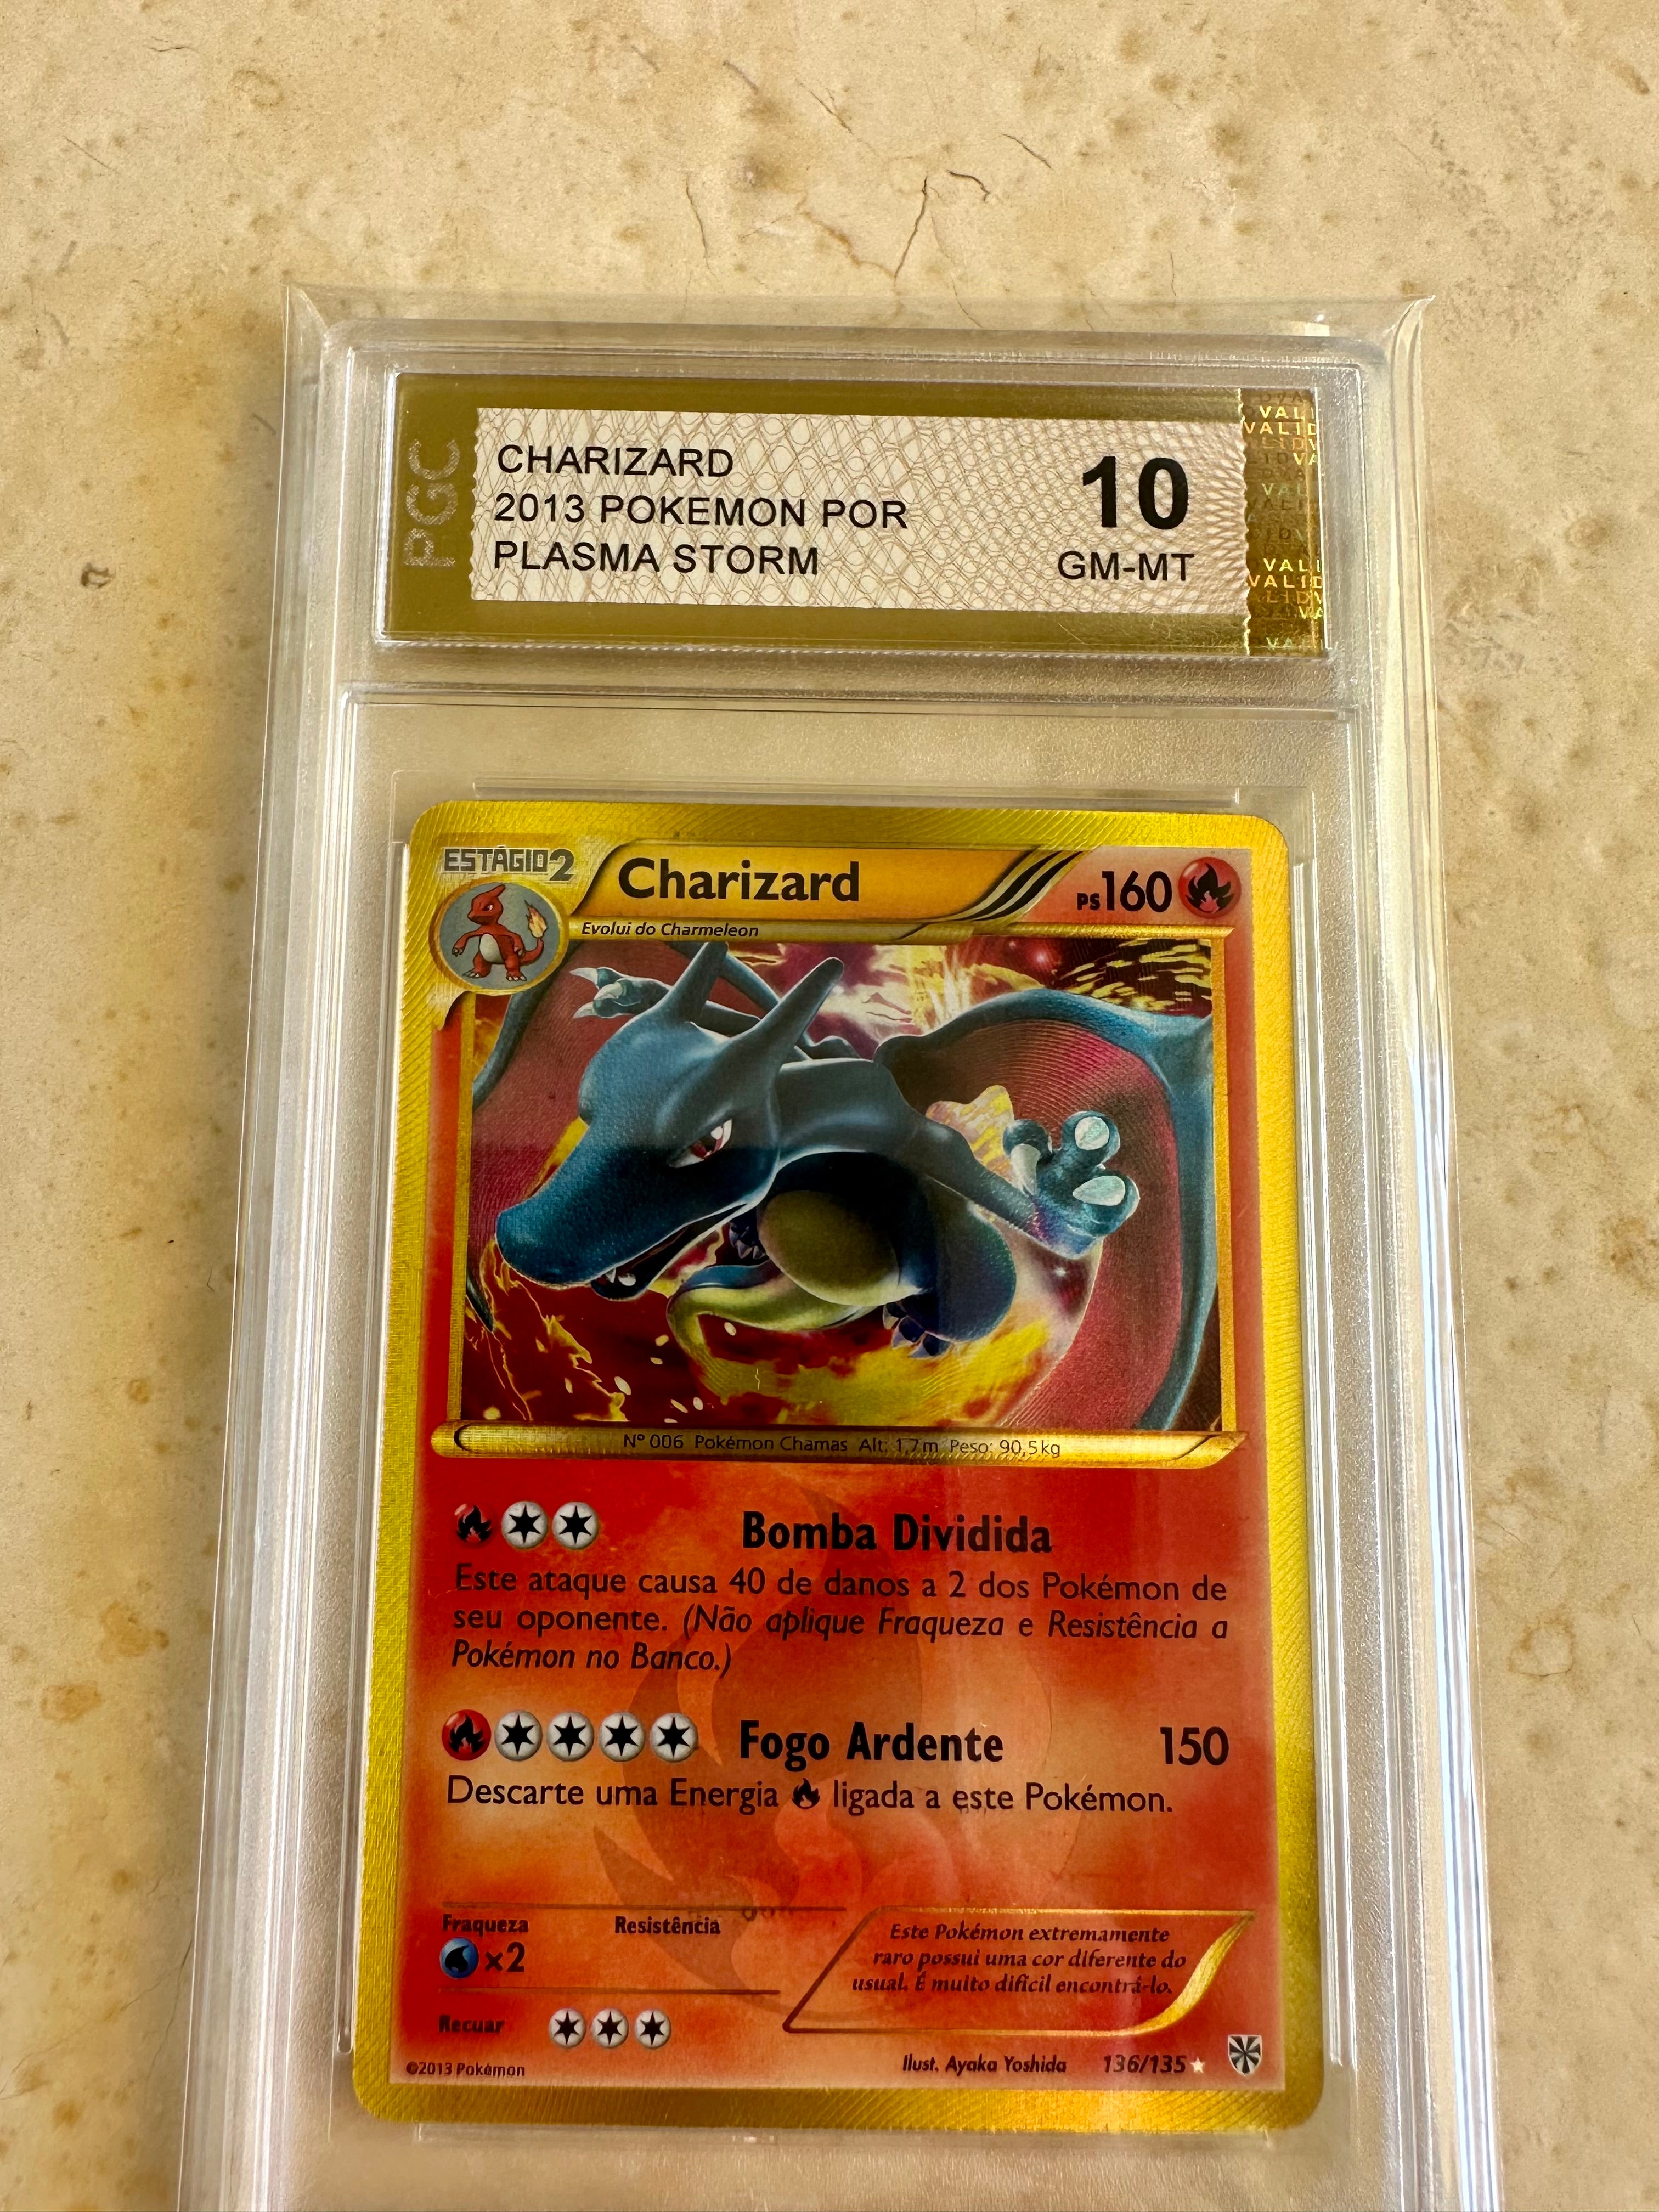 PGC
CHARIZARD
2013 POKEMON POR
PLASMA STORM
10
GM-MT
VALID
ESTÁGIO2
Charizard
PS160
Evolui do Charmeleon
Nº 006 Pokémon Chamas Alt: 1,7m Peso: 90,5kg
Bomba Dividida
Este ataque causa 40 de danos a 2 dos Pokémon de
seu oponente. (Não aplique Fraqueza e Resistência a
Pokémon no Banco.)
Fogo Ardente 150
Descarte uma Energia ligada a este Pokémon.
Fraqueza Resistência
×2
Este Pokémon extremamente
raro possui uma cor diferente do
usual. É muito difícil encontrá-lo.
Recuar
©2013 Pokémon
Ilust. Ayaka Yoshida 136/135